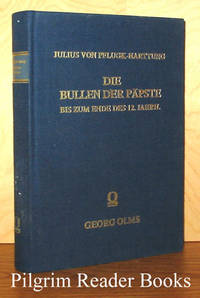 JULIUS VON PFLUGK-HARTTUNG
DIE
BULLEN DER PÄPSTE
BIS ZUM ENDE DES 12. JAHRH.
GEORG OLMS
Pilgrim Reader Books